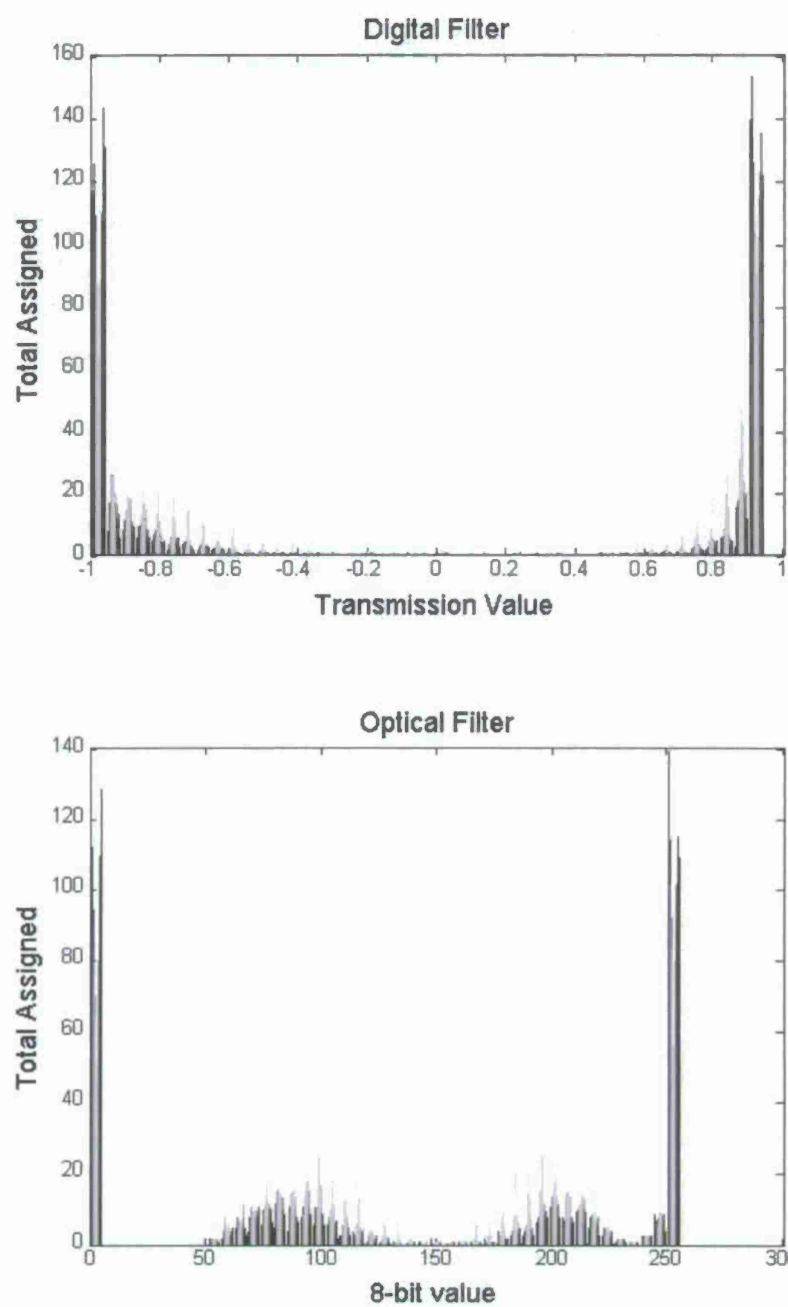 Digital Filter
160
140
120
100
80
60
40
20
0
Total Assigned
-1 -0.8 -0.6 -0.4 -0.2 0 0.2 0.4 0.6 0.8 1
Transmission Value
Optical Filter
140
120
100
80
60
40
20
0
Total Assigned
0 50 100 150 200 250 30
8-bit value